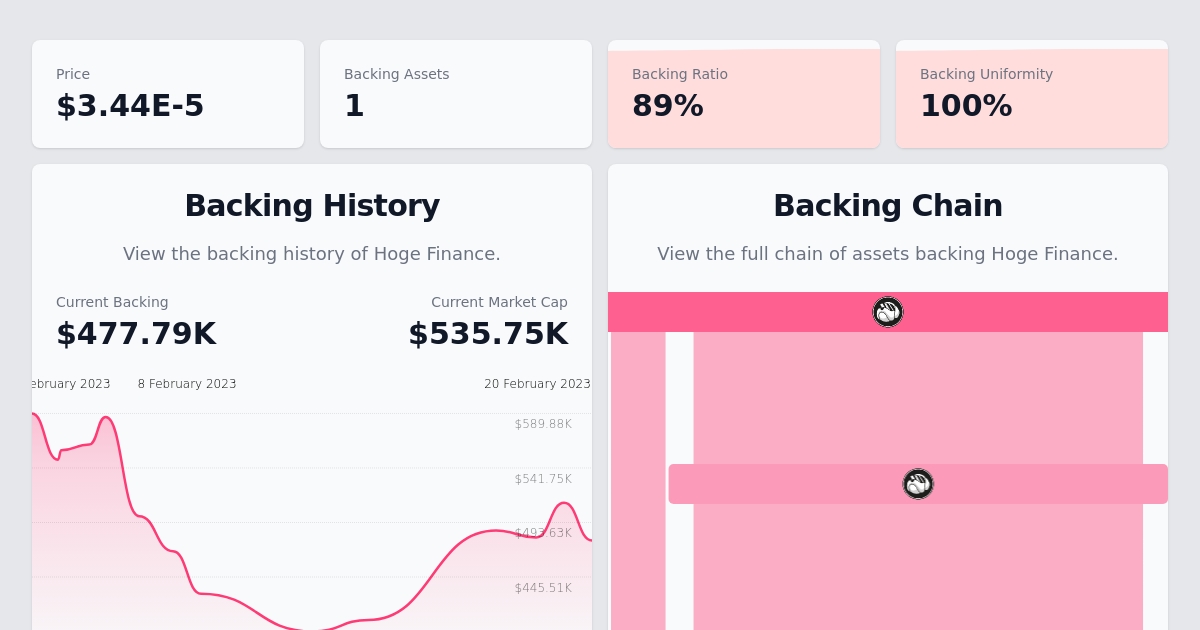 Price
$3.44E-5
Backing Assets
1
Backing Ratio
89%
Backing Uniformity
100%
Backing History
View the backing history of Hoge Finance.
Current Backing
$477.79K
Current Market Cap
$535.75K
ebruary 2023
8 February 2023
20 February 2023
$589.88K
$541.75K
$493.63K
$445.51K
Backing Chain
View the full chain of assets backing Hoge Finance.